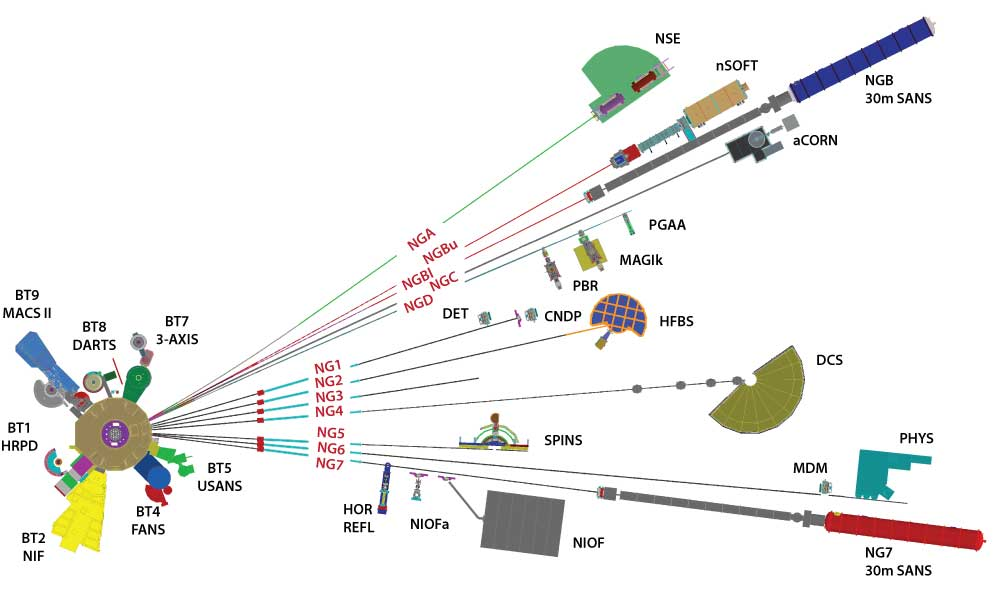 NSE
nSOFT
NGB
30m SANS
aCORN
NGA
NGBu
NGBl
NGC
NGD
PGAA
MAGIk
PBR
BT9
MACS II
BT8
DARTS
BT7
3-AXIS
DET
CNDP
HFBS
NG1
NG2
NG3
NG4
DCS
NG5
NG6
NG7
SPINS
BT1
HRPD
BT5
USANS
BT4
FANS
BT2
NIF
HOR
REFL
NIOFa
NIOF
MDM
PHYS
NG7
30m SANS